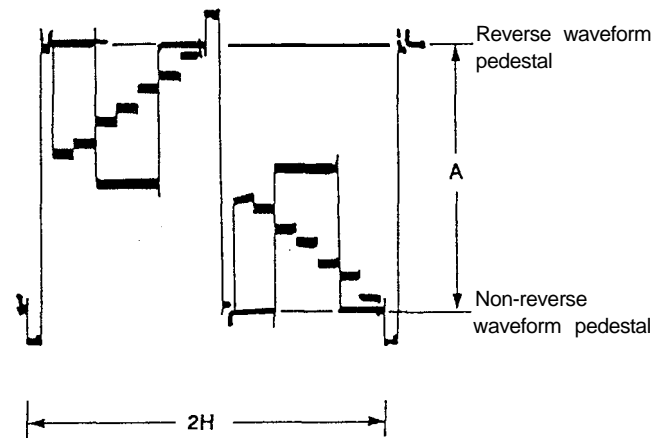 Reverse waveform
pedestal
A
Non-reverse
waveform pedestal
2H